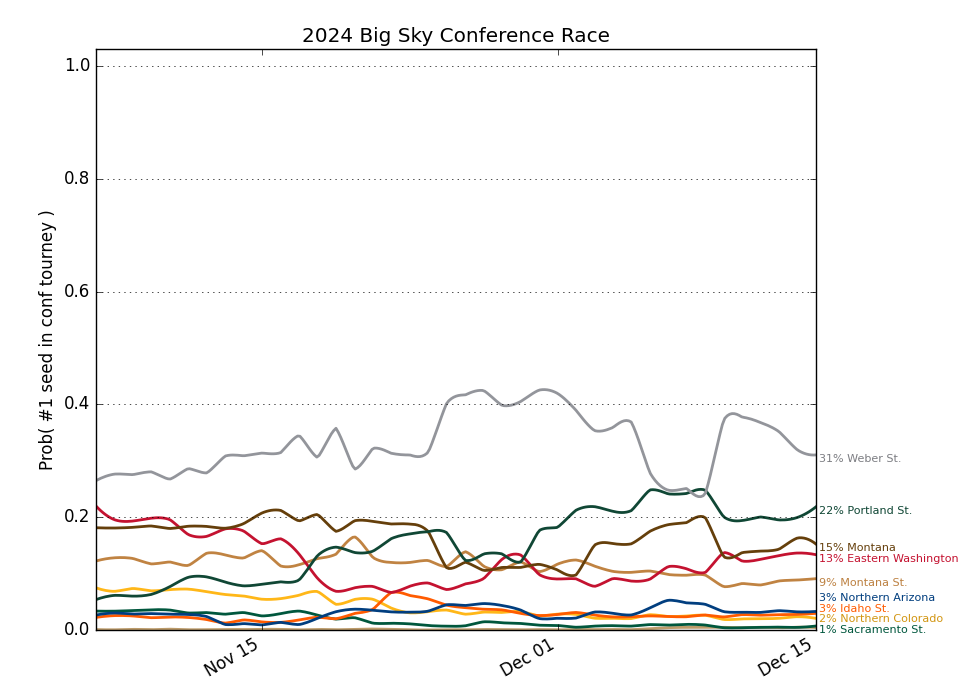 2024 Big Sky Conference Race
Prob( #1 seed in conf tourney )
1.0
0.8
0.6
0.4
0.2
0.0
Nov 15
Dec 01
Dec 15
31% Weber St.
22% Portland St.
15% Montana
13% Eastern Washington
9% Montana St.
3% Northern Arizona
3% Idaho St.
2% Northern Colorado
1% Sacramento St.